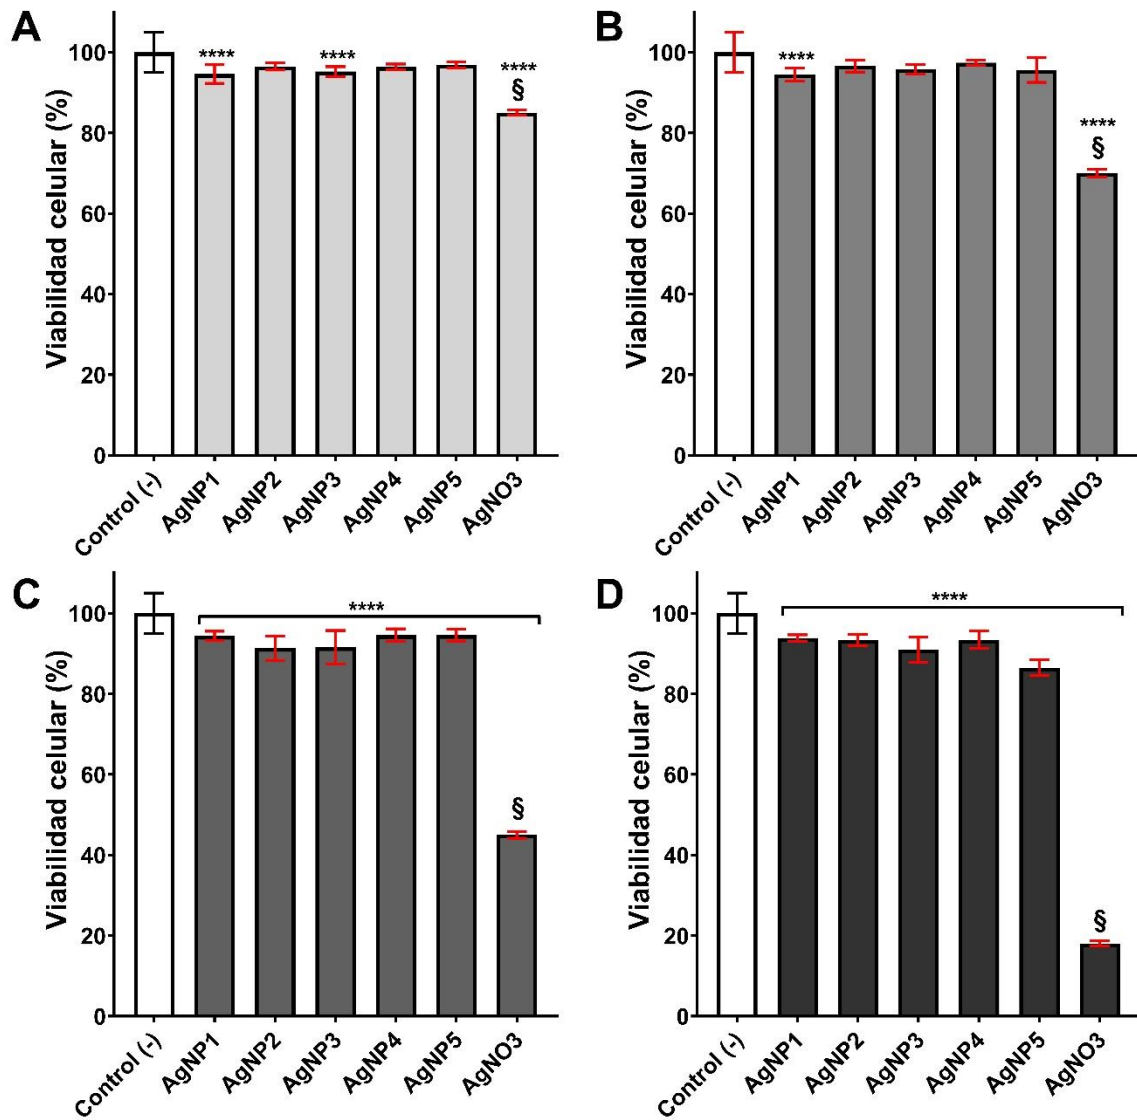 A
Viabilidad celular (%)
100
80
60
40
20
0
****
****
****
§
Control (-)
AgNP1
AgNP2
AgNP3
AgNP4
AgNP5
AgNO3
B
Viabilidad celular (%)
100
80
60
40
20
0
****
****
§
Control (-)
AgNP1
AgNP2
AgNP3
AgNP4
AgNP5
AgNO3
C
Viabilidad celular (%)
100
80
60
40
20
0
****
§
Control (-)
AgNP1
AgNP2
AgNP3
AgNP4
AgNP5
AgNO3
D
Viabilidad celular (%)
100
80
60
40
20
0
****
§
Control (-)
AgNP1
AgNP2
AgNP3
AgNP4
AgNP5
AgNO3